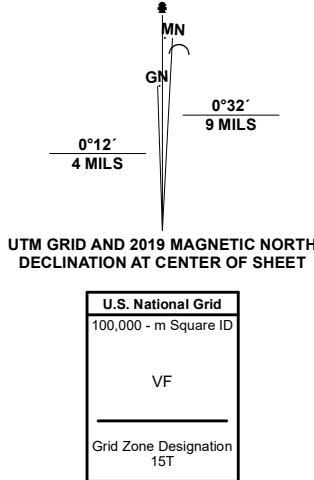 MN
GN
0°32´
9 MILS
0°12´
4 MILS
UTM GRID AND 2019 MAGNETIC NORTH
DECLINATION AT CENTER OF SHEET
U.S. National Grid
100,000 - m Square ID
VF
Grid Zone Designation
15T